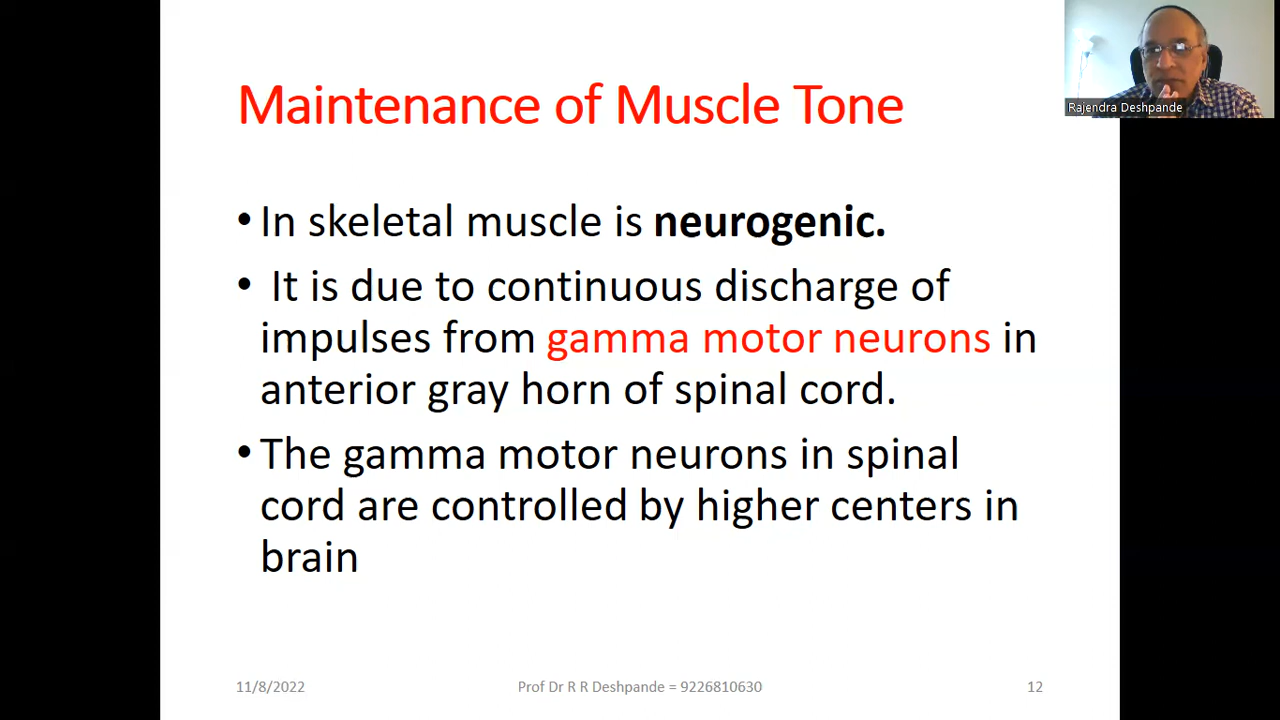 Maintenance of Muscle Tone
Rajendra Deshpande
• In skeletal muscle is neurogenic.
• It is due to continuous discharge of
impulses from gamma motor neurons in
anterior gray horn of spinal cord.
• The gamma motor neurons in spinal
cord are controlled by higher centers in
brain
11/8/2022 Prof Dr R R Deshpande = 9226810630 12